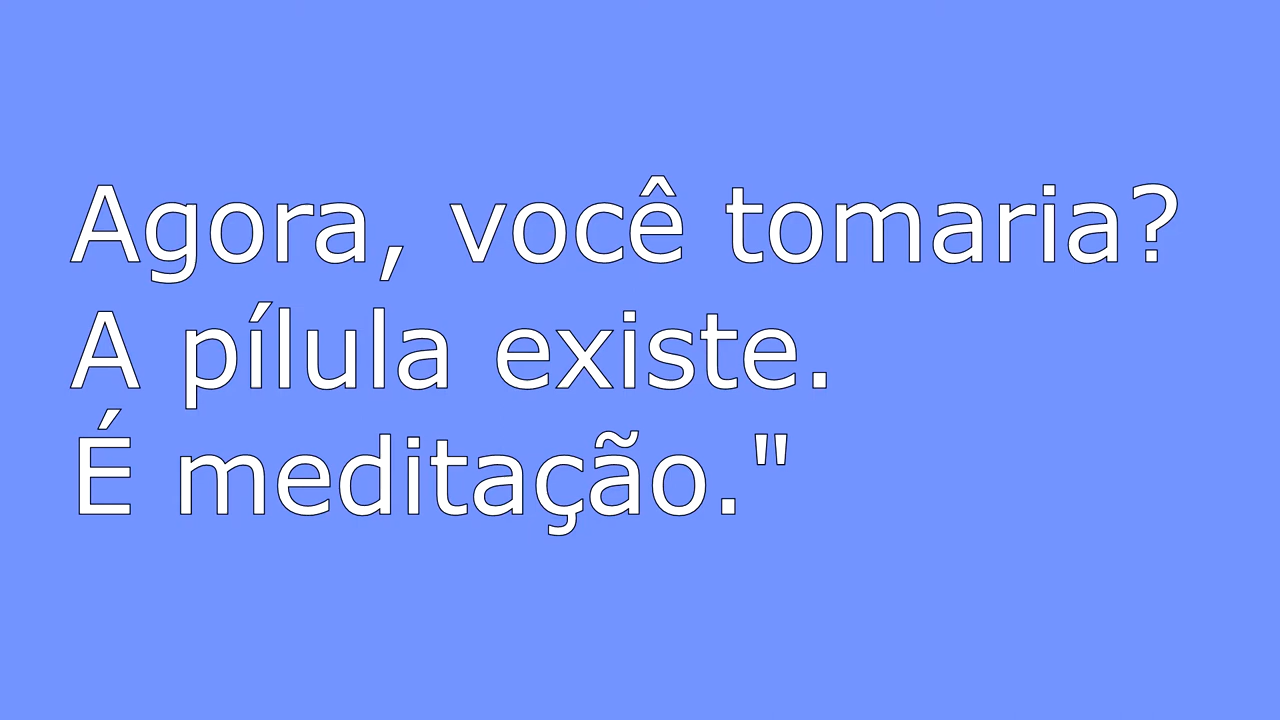 Agora, você tomaria?
A pílula existe.
É meditação."